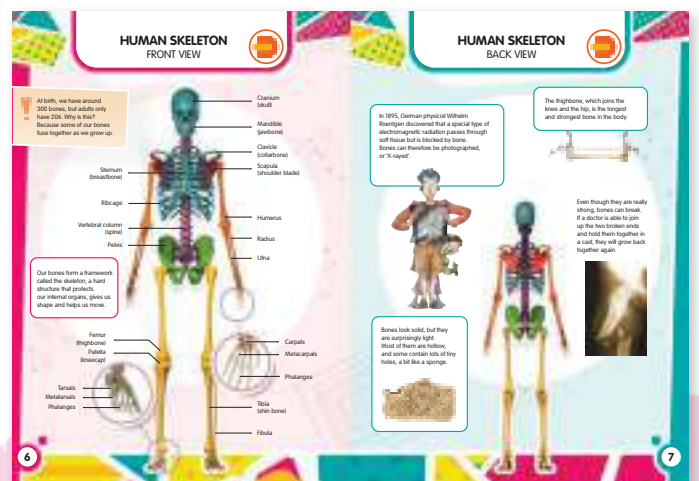 HUMAN SKELETON
FRONT VIEW
At birth, we have around
300 bones, but adults only
have 206. Why is this?
Because some of our bones
fuse together as we grow up.
Cranium
(skull)
Mandible
(jawbone)
Clavicle
(collarbone)
Scapula
(shoulder blade)
Sternum
(breastbone)
Ribcage
Humerus
Vertebral column
(spine)
Radius
Pelvis
Ulna
Our bones form a framework
called the skeleton, a hard
structure that protects
our internal organs, gives us
shape and helps us move.
Femur
(thighbone)
Patella
(kneecap)
Carpals
Metacarpals
Phalanges
Tarsals
Metatarsals
Phalanges
Tibia
(shin bone)
Fibula
6
HUMAN SKELETON
BACK VIEW
In 1895, German physicist Wilhelm
Roentgen discovered that a special type of
electromagnetic radiation passes through
soft tissue but is blocked by bone.
Bones can therefore be photographed,
or 'X-rayed'.
The thighbone, which joins the
knee and the hip, is the longest
and strongest bone in the body.
Even though they are really
strong, bones can break.
If a doctor is able to join
up the two broken ends
and hold them together in
a cast, they will grow back
together again.
Bones look solid, but they
are surprisingly light.
Most of them are hollow,
and some contain lots of tiny
holes, a bit like a sponge.
7